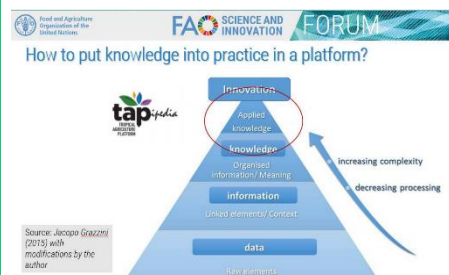 Food and Agriculture
Organization of the
United Nations
FAO SCIENCE AND
INNOVATION
FORUM
How to put knowledge into practice in a platform?
tapipedia
TROPICAL
AGRICULTURE
PLATFORM
Innovation
Applied
knowledge
knowledge
Organised
information/ Meaning
increasing complexity
decreasing processing
information
Linked elements/ Context
Source: Jacopo Grazzini
(2015) with
modifications by the
author
data
Raw elements